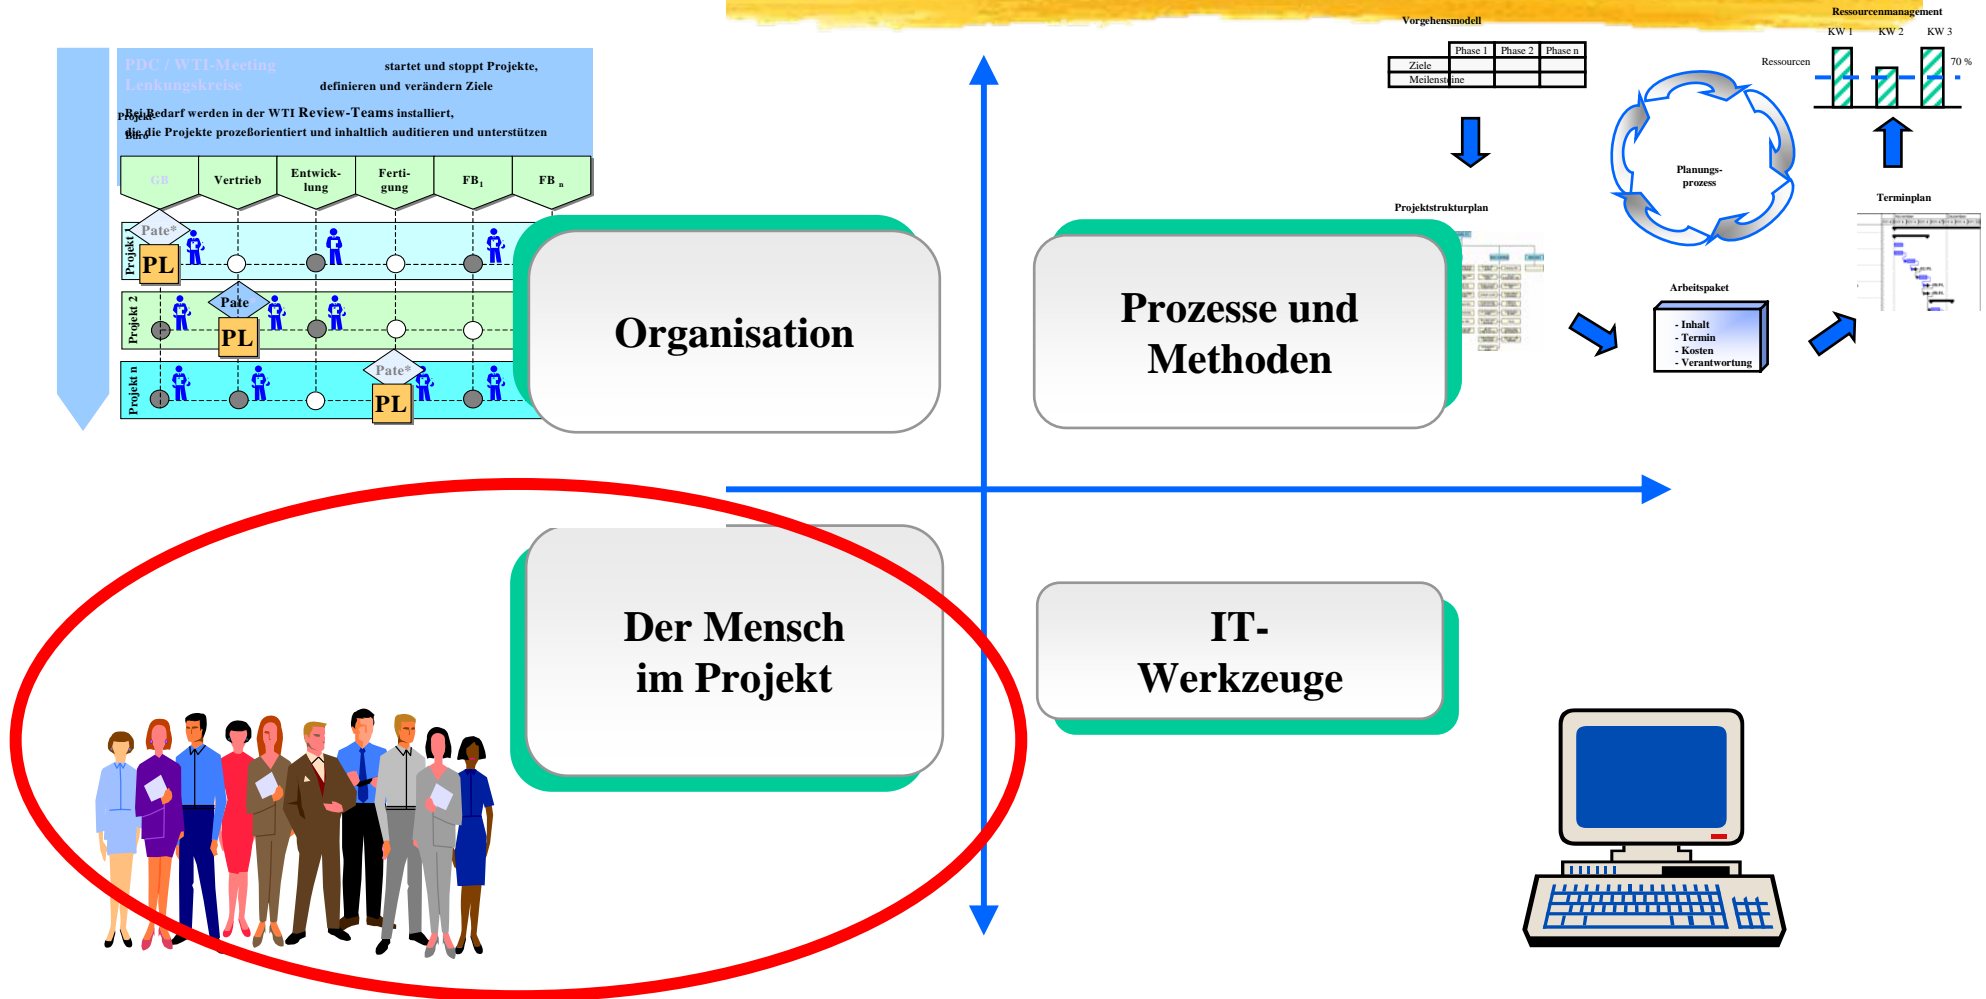 PDC / WTI-Meeting startet und stoppt Projekte,
Lenkungskreise definieren und verändern Ziele
Bei Bedarf werden in der WTI Review-Teams installiert,
die die Projekte prozeßorientiert und inhaltlich auditieren und unterstützen
Projekt-
Büro
GB
Vertrieb
Entwick-
lung
Ferti-
gung
FB1
FB n
Projekt
Pate*
PL
Projekt 2
Pate
PL
Projekt n
Pate*
PL
Organisation
Vorgehensmodell
Phase 1 Phase 2 Phase n
Ziele
Meilensteine
Projektstrukturplan
Planungs-
prozess
Ressourcenmanagement
KW 1 KW 2 KW 3
Ressourcen
70 %
Terminplan
Arbeitspaket
- Inhalt
- Termin
- Kosten
- Verantwortung
Prozesse und
Methoden
Der Mensch
im Projekt
IT-
Werkzeuge